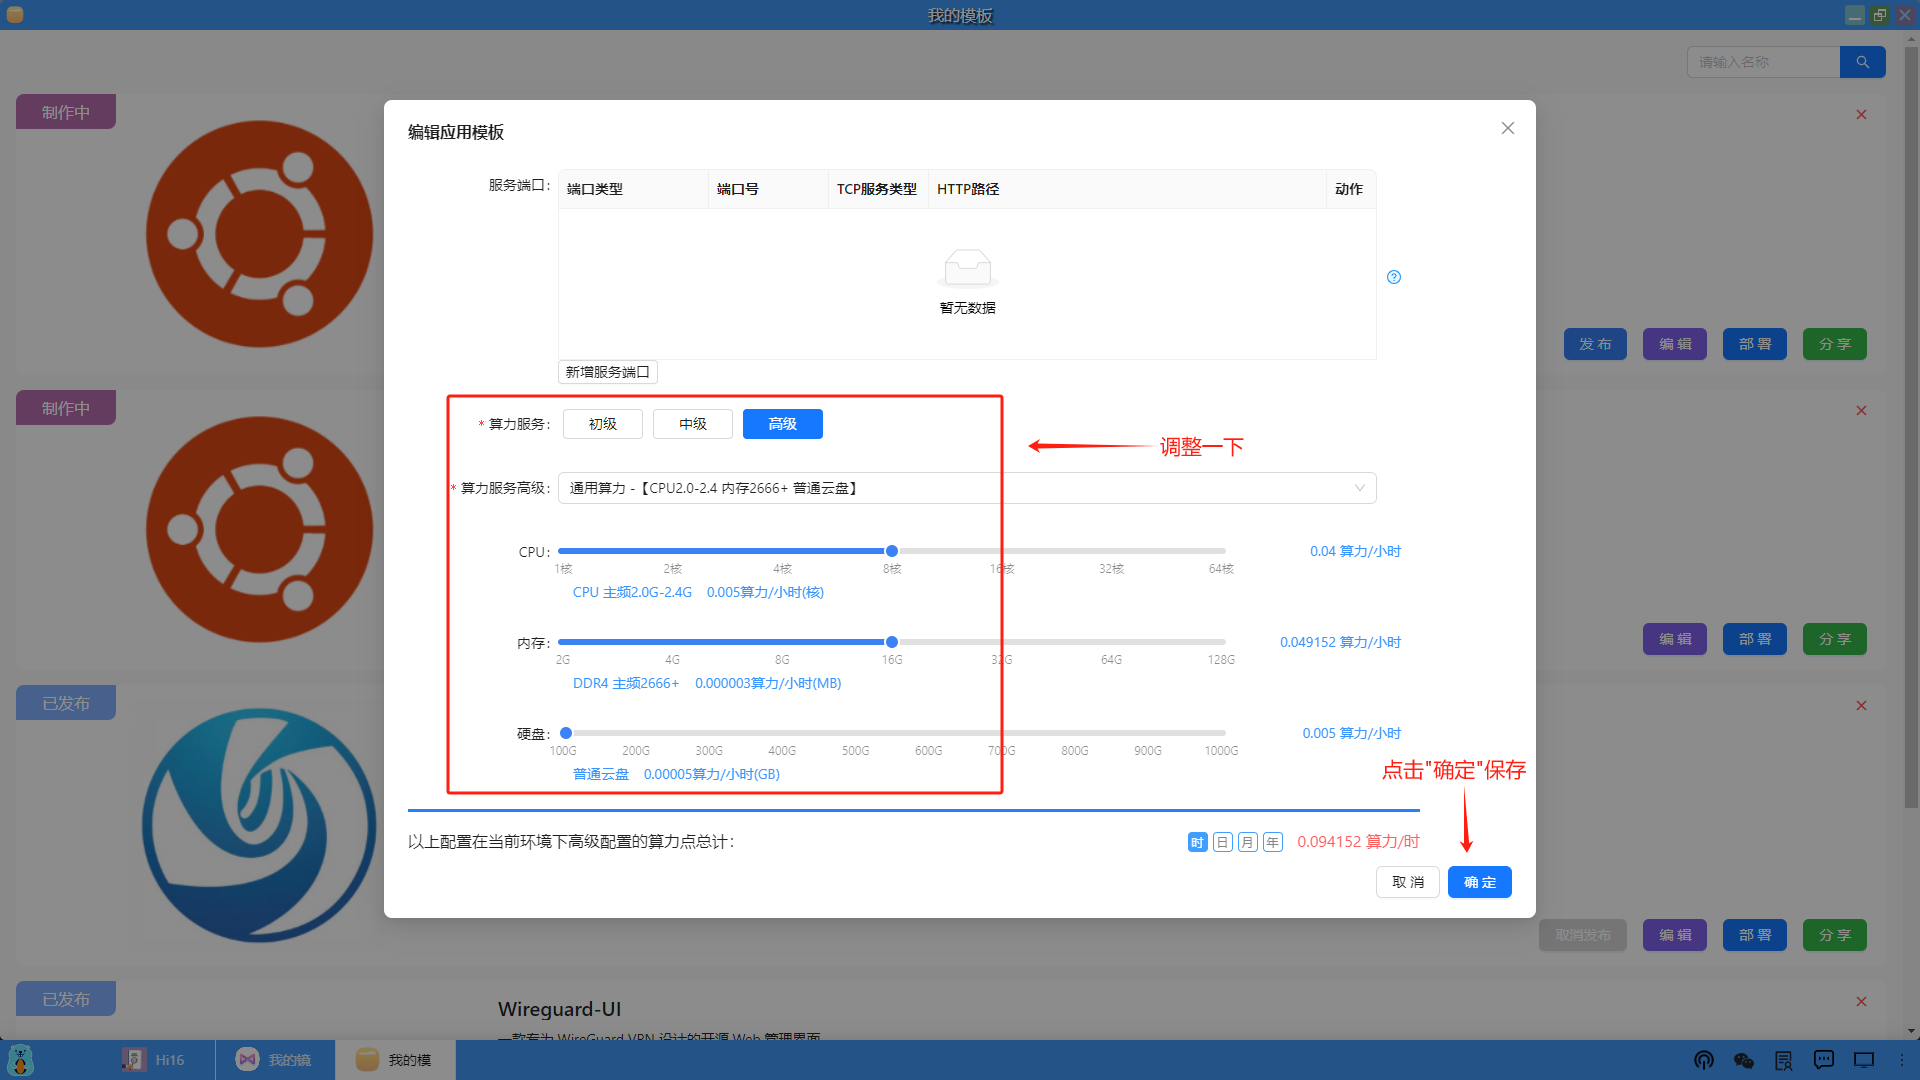 我的模板
请输入名称
制作中
编辑应用模板
服务端口:
端口类型
端口号
TCP服务类型
HTTP路径
动作
暂无数据
发 布
编 辑
部 署
分 享
新增服务端口
制作中
* 算力服务:
初级
中级
高级
调整一下
* 算力服务高级:
通用算力 -【CPU2.0-2.4 内存2666+ 普通云盘】
CPU:
0.04 算力/小时
1核
2核
4核
8核
16核
32核
64核
CPU 主频2.0G-2.4G
0.005算力/小时(核)
内存:
0.049152 算力/小时
2G
4G
8G
16G
32G
64G
128G
编 辑
部 署
分 享
DDR4 主频2666+
0.000003算力/小时(MB)
已发布
硬盘:
0.005 算力/小时
100G
200G
300G
400G
500G
600G
700G
800G
900G
1000G
普通云盘
0.00005算力/小时(GB)
点击"确定"保存
以上配置在当前环境下高级配置的算力点总计:
时
日
月
年
0.094152 算力/时
取 消
确 定
取消发布
编 辑
部 署
分 享
已发布
Wireguard-UI
一款专为 WireGuard VPN 设计的开源 Web 管理界面
Hi16
我的镜
我的模